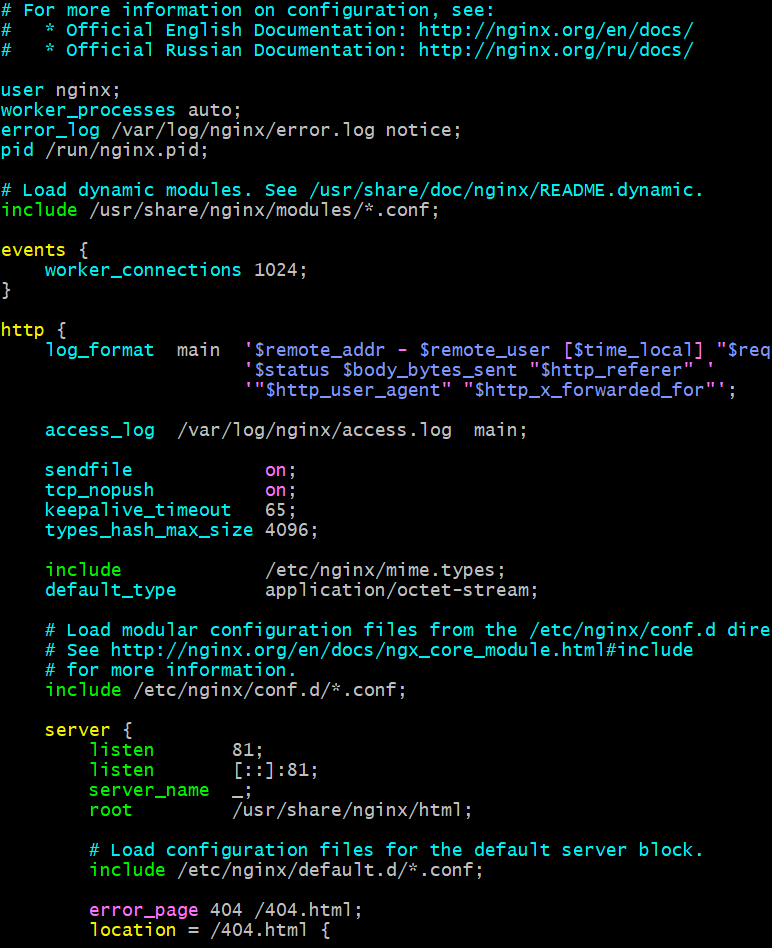 # For more information on configuration, see:
#   * Official English Documentation: http://nginx.org/en/docs/
#   * Official Russian Documentation: http://nginx.org/ru/docs/

user nginx;
worker_processes auto;
error_log /var/log/nginx/error.log notice;
pid /run/nginx.pid;

# Load dynamic modules. See /usr/share/doc/nginx/README.dynamic.
include /usr/share/nginx/modules/*.conf;

events {
    worker_connections 1024;
}

http {
    log_format  main  '$remote_addr - $remote_user [$time_local] "$req
                      '$status $body_bytes_sent "$http_referer" '
                      '"$http_user_agent" "$http_x_forwarded_for"';

    access_log  /var/log/nginx/access.log  main;

    sendfile            on;
    tcp_nopush          on;
    keepalive_timeout   65;
    types_hash_max_size 4096;

    include             /etc/nginx/mime.types;
    default_type        application/octet-stream;

    # Load modular configuration files from the /etc/nginx/conf.d dire
    # See http://nginx.org/en/docs/ngx_core_module.html#include
    # for more information.
    include /etc/nginx/conf.d/*.conf;

    server {
        listen       81;
        listen       [::]:81;
        server_name  _;
        root         /usr/share/nginx/html;

        # Load configuration files for the default server block.
        include /etc/nginx/default.d/*.conf;

        error_page 404 /404.html;
        location = /404.html {